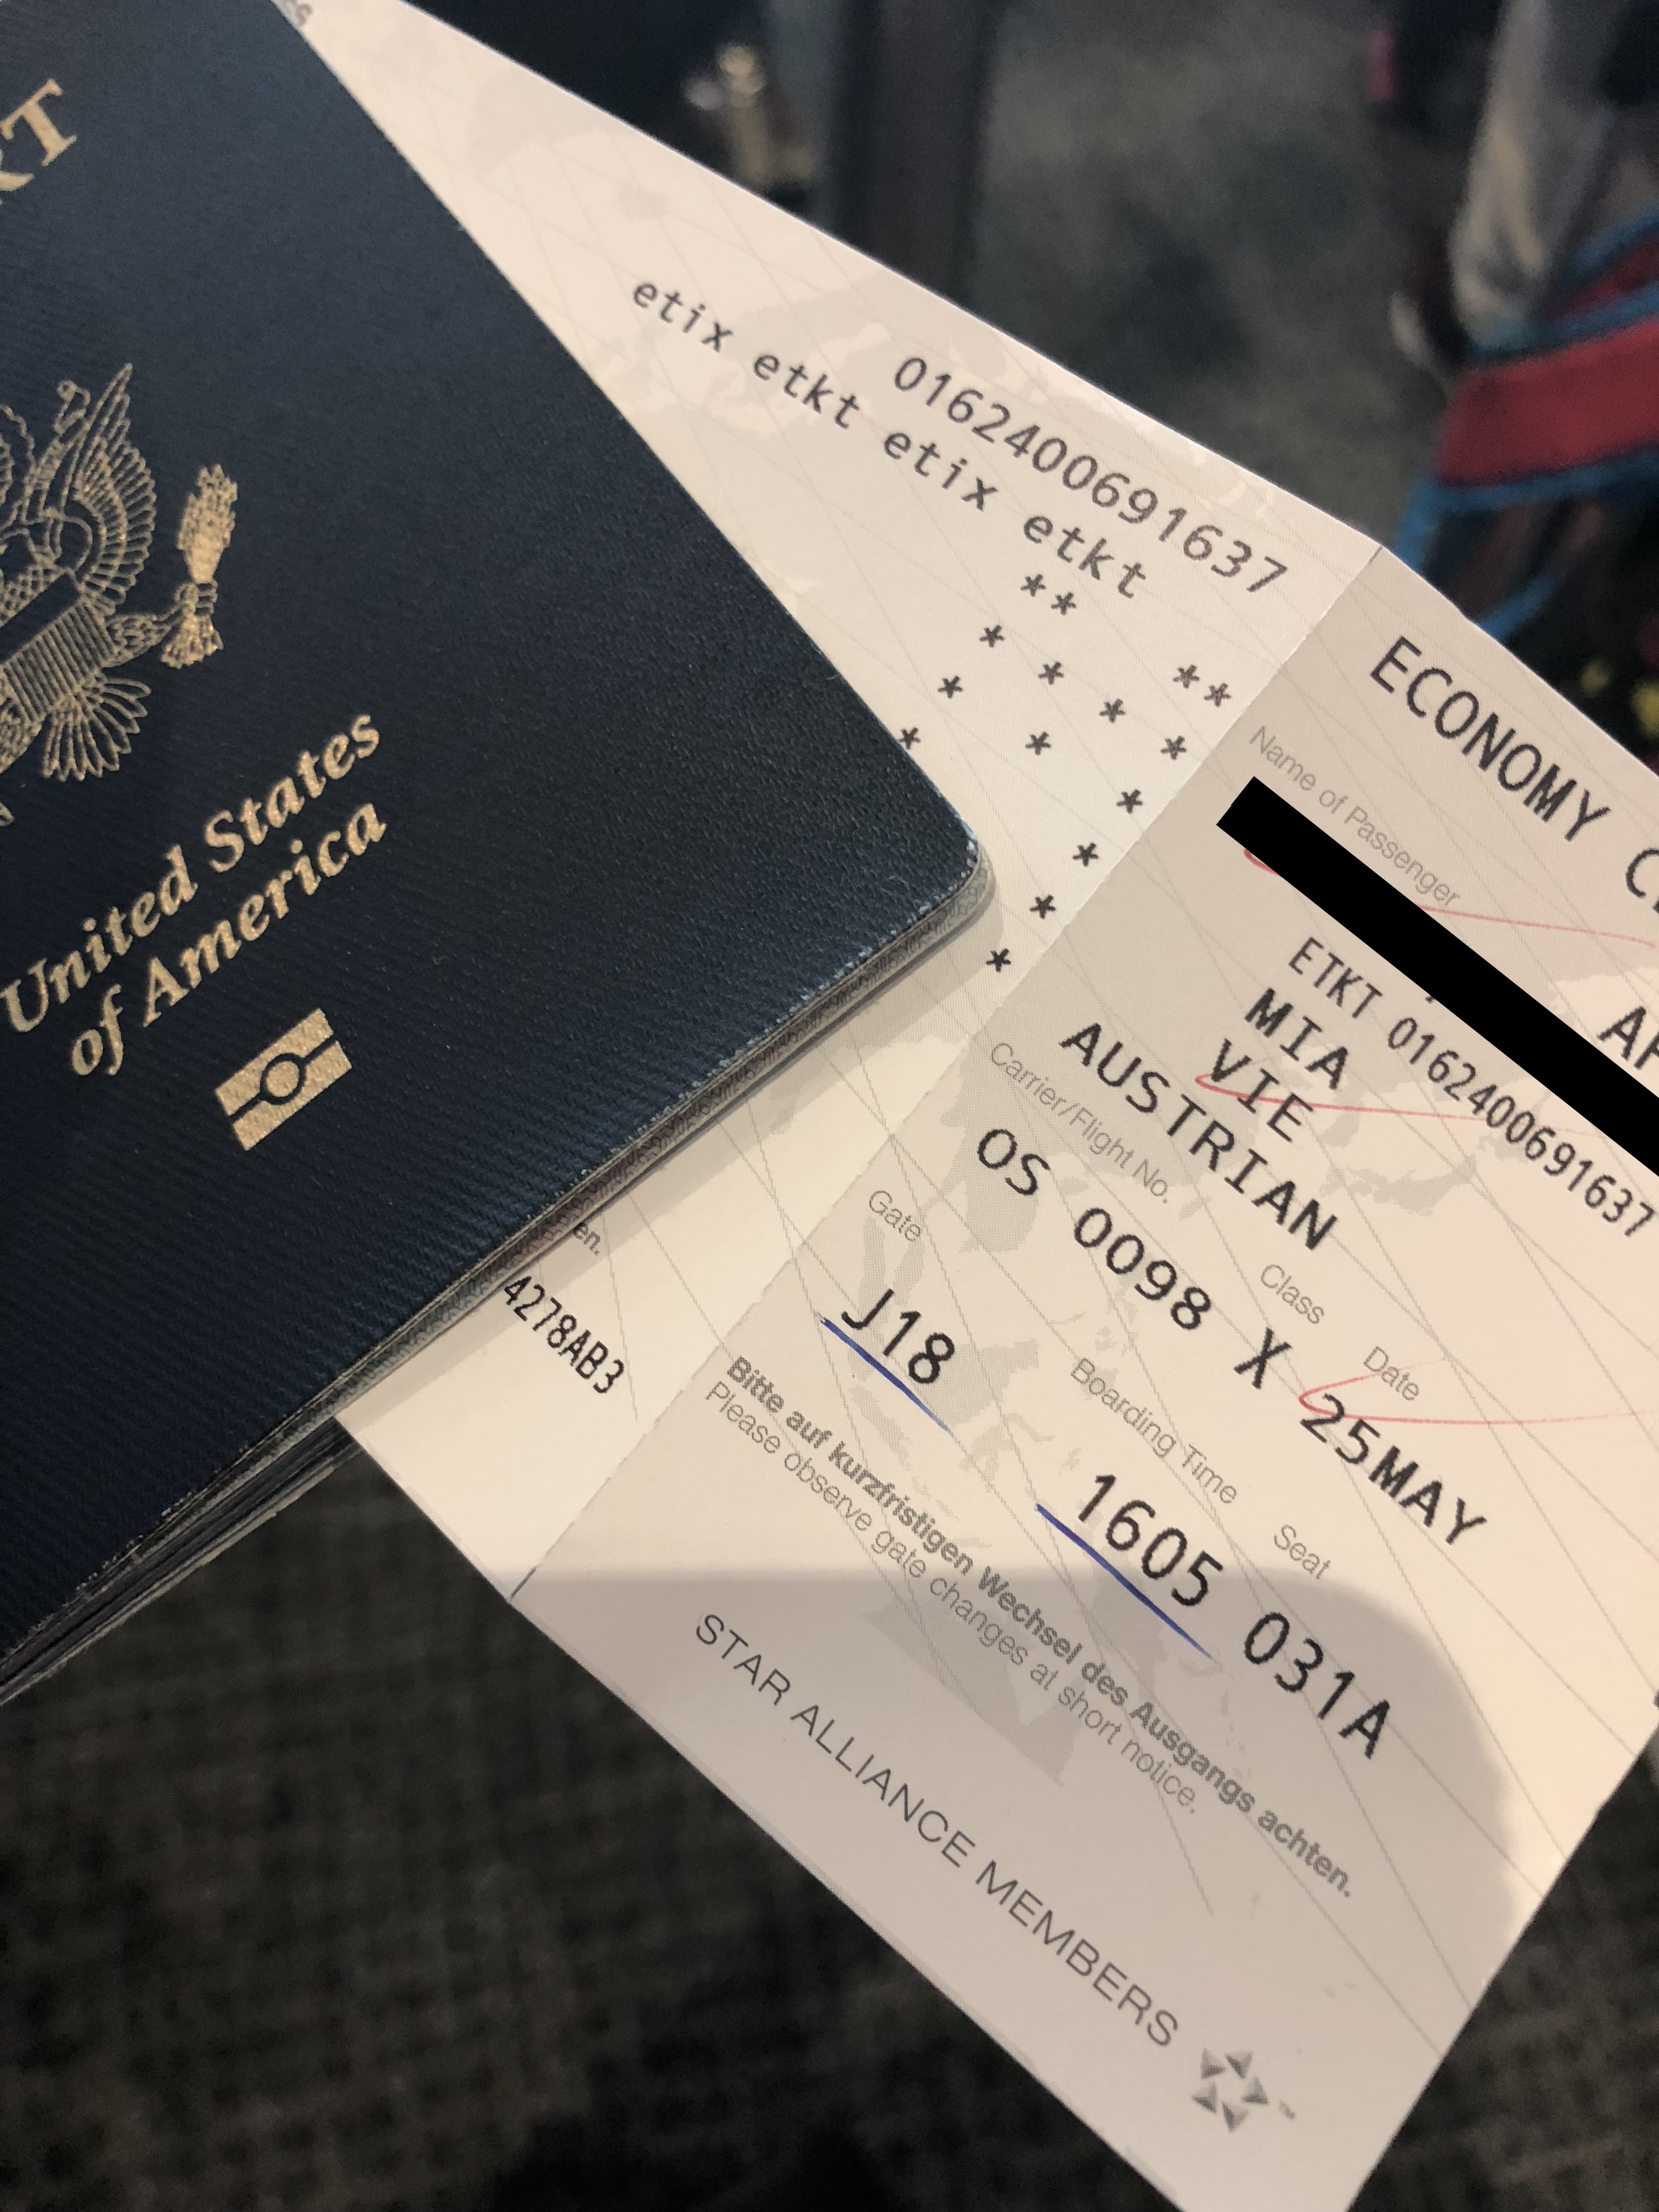 United States
of America
etix etkt etix etkt
0162400691637
4278AB3
ECONOMY
Name of Passenger
ETKT 0162400691637
MIA
VIE
AUSTRIAN
Carrier/Flight No. Class Date
OS 0098 X 25MAY
Gate Boarding Time Seat
J18 1605 031A
Bitte auf kurzfristigen Wechsel des Ausgangs achten.
Please observe gate changes at short notice.
STAR ALLIANCE MEMBERS